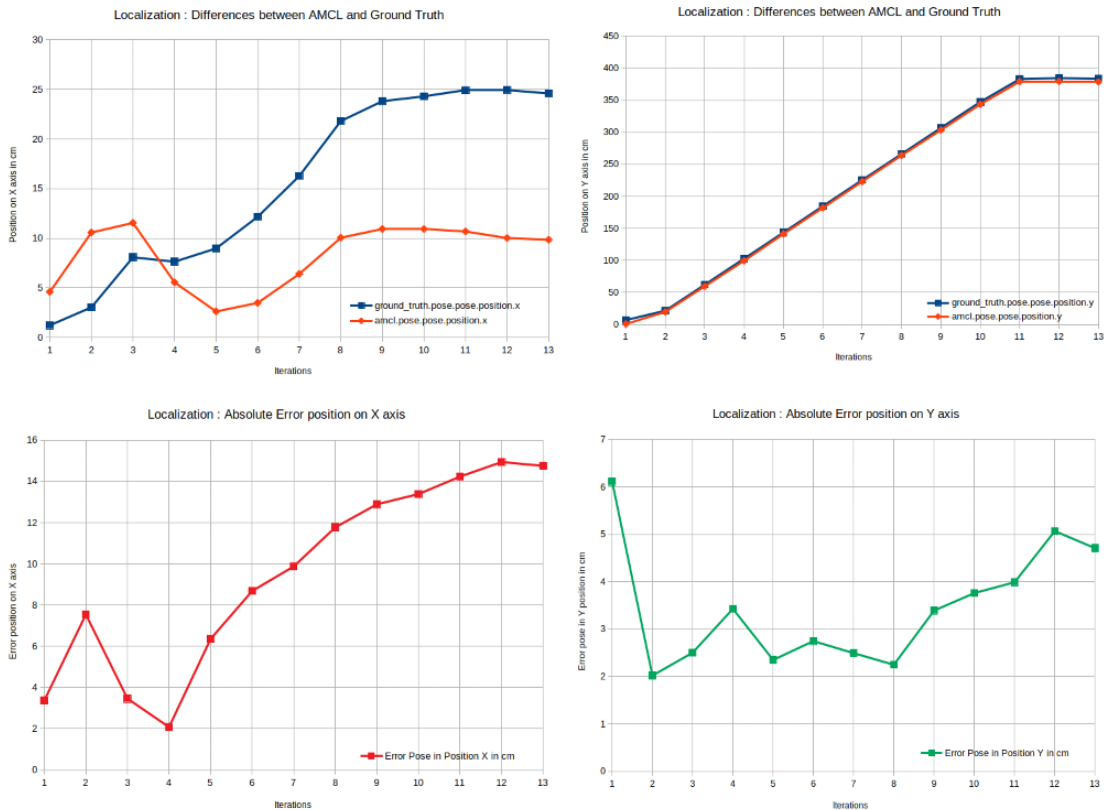 Localization : Differences between AMCL and Ground Truth
30
25
20
15
10
5
0
Position on X axis in cm
ground_truth.pose.pose.position.x
amcl.pose.pose.position.x
1 2 3 4 5 6 7 8 9 10 11 12 13
Iterations
Localization : Differences between AMCL and Ground Truth
450
400
350
300
250
200
150
100
50
0
Position on Y axis in cm
ground_truth.pose.pose.position.y
amcl.pose.pose.position.y
1 2 3 4 5 6 7 8 9 10 11 12 13
Iterations
Localization : Absolute Error position on X axis
16
14
12
10
8
6
4
2
0
Error position on X axis
Error Pose in Position X in cm
1 2 3 4 5 6 7 8 9 10 11 12 13
Iterations
Localization : Absolute Error position on Y axis
7
6
5
4
3
2
1
0
Error pose in Y position in cm
Error Pose in Position Y in cm
1 2 3 4 5 6 7 8 9 10 11 12 13
Iterations